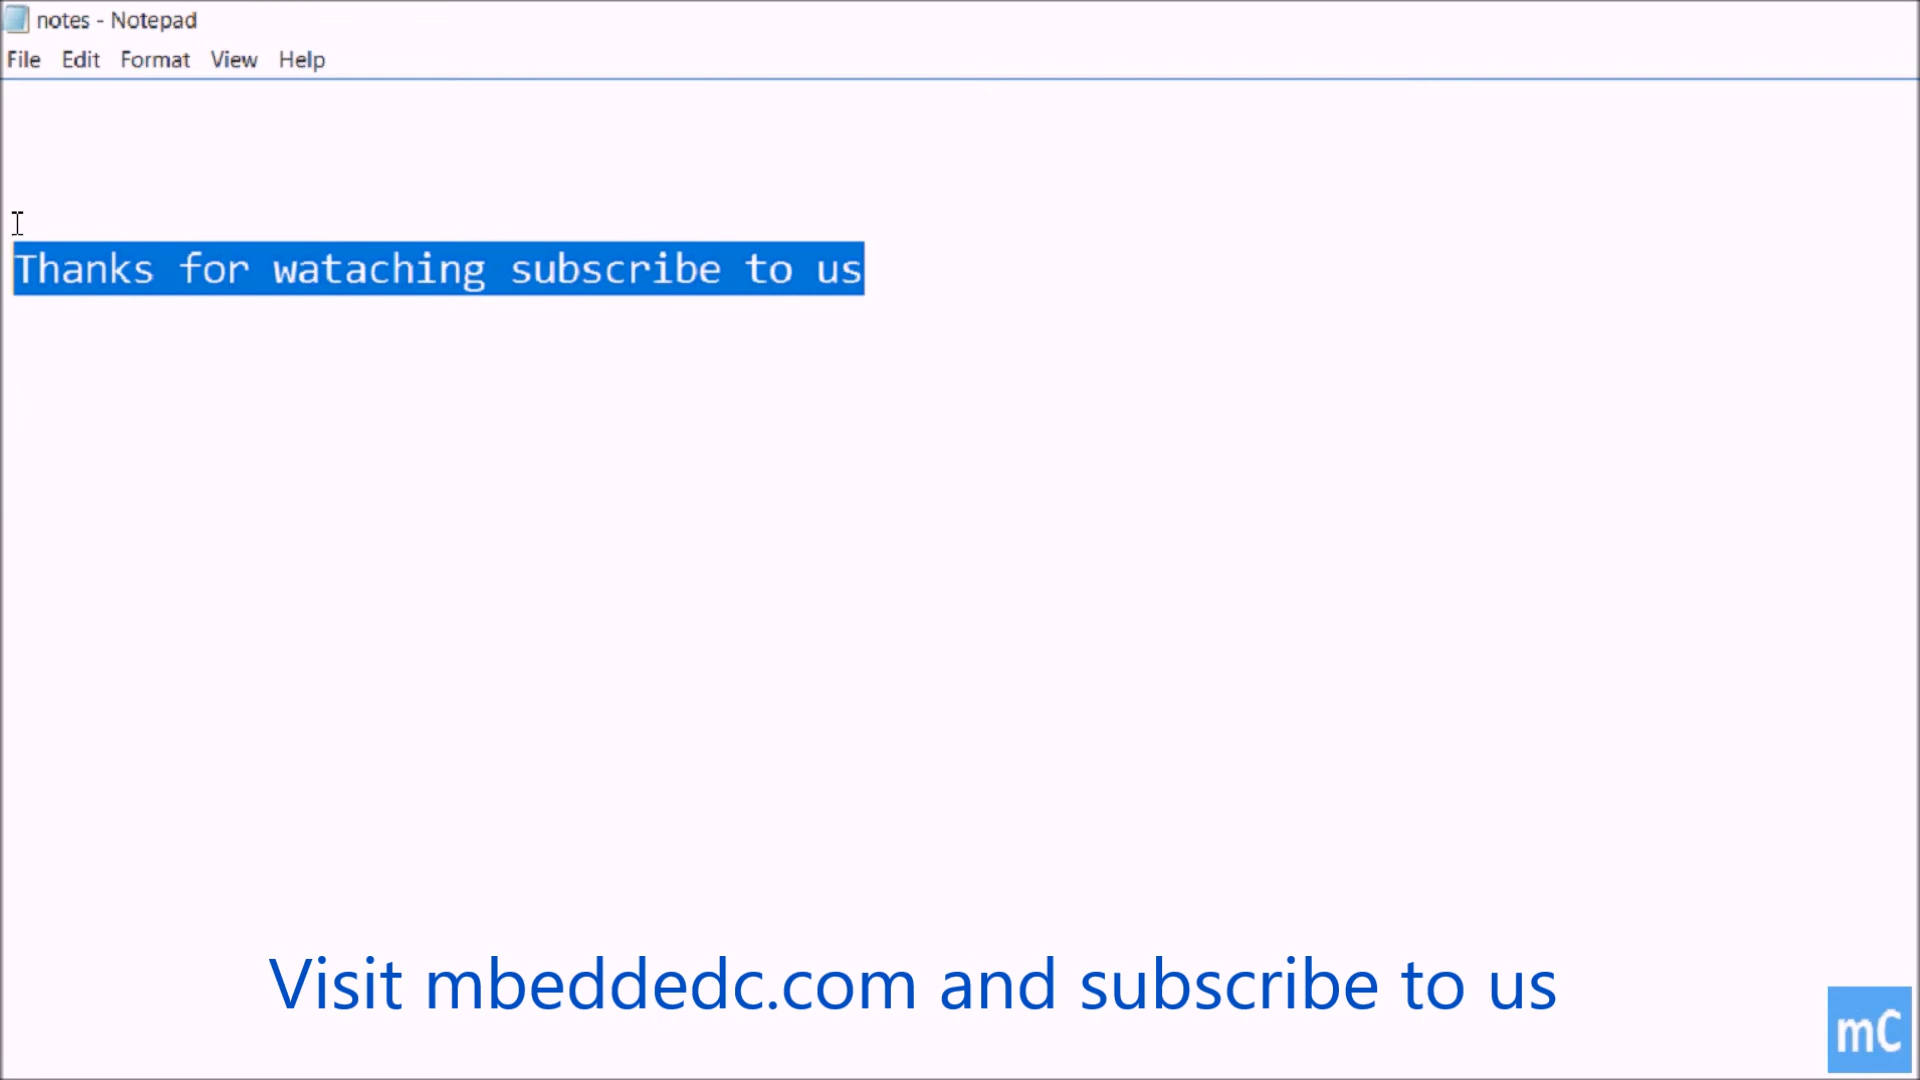 notes - Notepad
File Edit Format View Help
Thanks for wataching subscribe to us
Visit mbeddedc.com and subscribe to us
mC